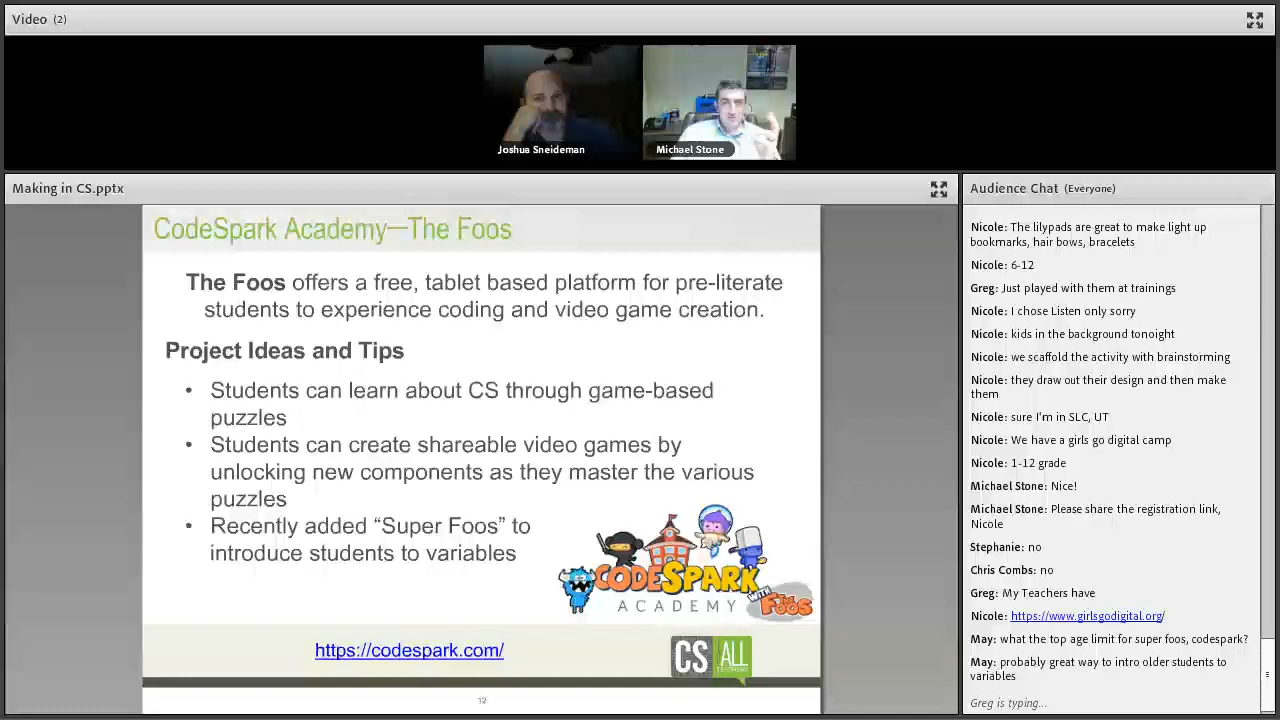 Video (2)
Joshua Sneideman
Michael Stone
Making in CS.pptx
CodeSpark Academy—The Foos
The Foos offers a free, tablet based platform for pre-literate
students to experience coding and video game creation.
Project Ideas and Tips
• Students can learn about CS through game-based
puzzles
• Students can create shareable video games by
unlocking new components as they master the various
puzzles
• Recently added “Super Foos” to
introduce students to variables
CODESPARK
ACADEMY
WITH
The FOOS
https://codespark.com/
CS ALL
TEACHERS
12
Audience Chat (Everyone)
Nicole: The lilypads are great to make light up
bookmarks, hair bows, bracelets
Nicole: 6-12
Greg: Just played with them at trainings
Nicole: I chose Listen only sorry
Nicole: kids in the background tonoight
Nicole: we scaffold the activity with brainstorming
Nicole: they draw out their design and then make
them
Nicole: sure I'm in SLC, UT
Nicole: We have a girls go digital camp
Nicole: 1-12 grade
Michael Stone: Nice!
Michael Stone: Please share the registration link,
Nicole
Stephanie: no
Chris Combs: no
Greg: My Teachers have
Nicole: https://www.girlsgodigital.org/
May: what the top age limit for super foos, codespark?
May: probably great way to intro older students to
variables
Greg is typing...